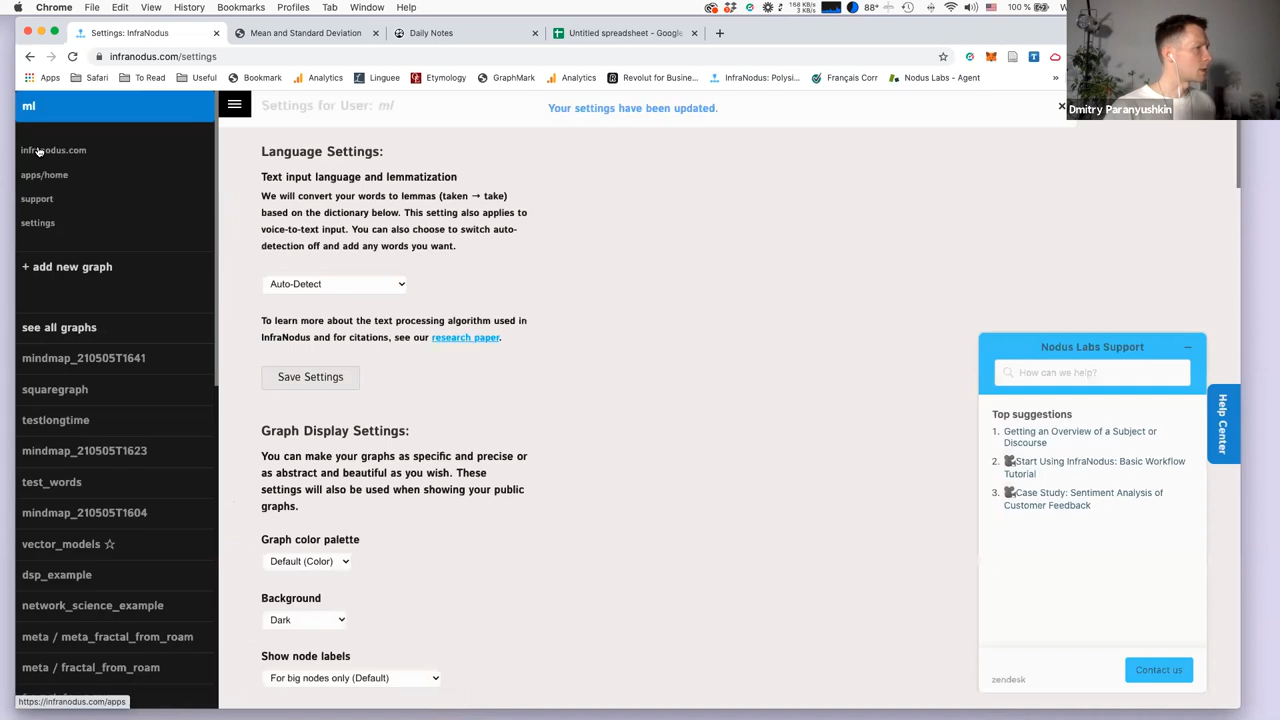 Chrome File Edit View History Bookmarks Profiles Tab Window Help
168 KB
3 KB
88°
100 %
Settings: InfraNodus
Mean and Standard Deviation
Daily Notes
Untitled spreadsheet - Google
infranodus.com/settings
Apps Safari To Read Useful Bookmark Analytics Linguee Etymology GraphMark Analytics Revolut for Busine... InfraNodus: Polysi... Français Corr Nodus Labs - Agent
Dmitry Paranyushkin
ml
infranodus.com
apps/home
support
settings
+ add new graph
see all graphs
mindmap_210505T1641
squaregraph
testlongtime
mindmap_210505T1623
test_words
mindmap_210505T1604
vector_models ☆
dsp_example
network_science_example
meta / meta_fractal_from_roam
meta / fractal_from_roam
https://infranodus.com/apps
Settings for User: ml
Your settings have been updated.
Language Settings:
Text input language and lemmatization
We will convert your words to lemmas (taken → take)
based on the dictionary below. This setting also applies to
voice-to-text input. You can also choose to switch auto-
detection off and add any words you want.
Auto-Detect
To learn more about the text processing algorithm used in
InfraNodus and for citations, see our research paper.
Save Settings
Graph Display Settings:
You can make your graphs as specific and precise or
as abstract and beautiful as you wish. These
settings will also be used when showing your public
graphs.
Graph color palette
Default (Color)
Background
Dark
Show node labels
For big nodes only (Default)
Nodus Labs Support
How can we help?
Top suggestions
1. Getting an Overview of a Subject or
Discourse
2. Start Using InfraNodus: Basic Workflow
Tutorial
3. Case Study: Sentiment Analysis of
Customer Feedback
zendesk
Contact us
Help Center